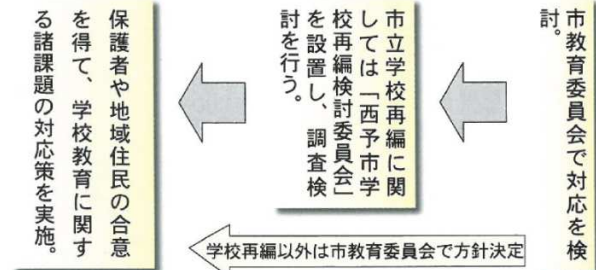 市教育委員会で対応を検
討。
市立学校再編に関
しては「西予市学
校再編検討委員会」
を設置し、調査検
討を行う。
保護者や地域住民の合意
を得て、学校教育に関す
る諸課題の対応策を実施。
学校再編以外は市教育委員会で方針決定